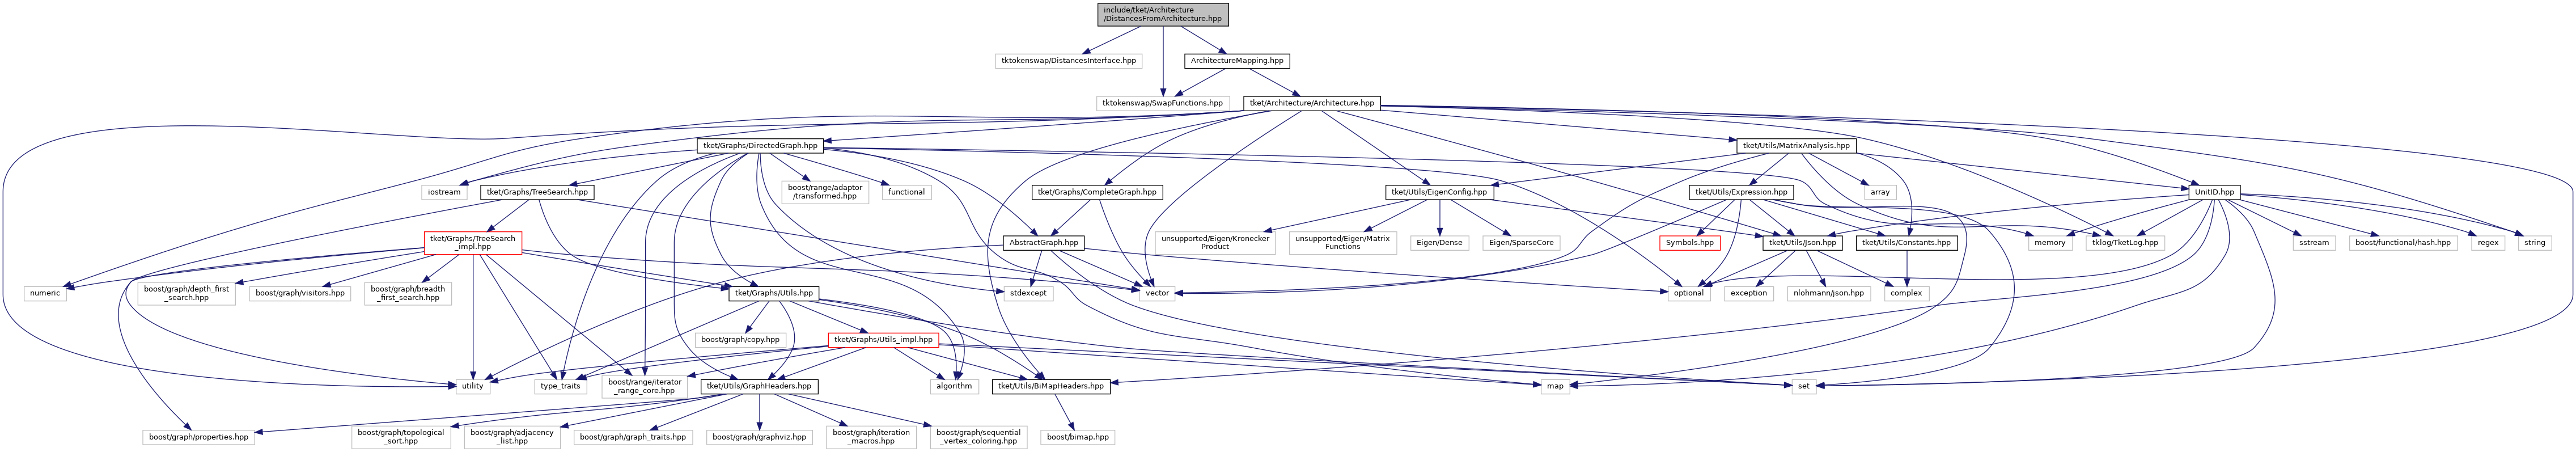 include/tket/Architecture
/DistancesFromArchitecture.hpp
tktokenswap/DistancesInterface.hpp
ArchitectureMapping.hpp
tktokenswap/SwapFunctions.hpp
tket/Architecture/Architecture.hpp
tket/Graphs/DirectedGraph.hpp
tket/Utils/MatrixAnalysis.hpp
iostream
tket/Graphs/TreeSearch.hpp
boost/range/adaptor
/transformed.hpp
functional
tket/Graphs/CompleteGraph.hpp
tket/Utils/EigenConfig.hpp
tket/Utils/Expression.hpp
array
UnitID.hpp
tket/Graphs/TreeSearch
_impl.hpp
AbstractGraph.hpp
unsupported/Eigen/Kronecker
Product
unsupported/Eigen/Matrix
Functions
Eigen/Dense
Eigen/SparseCore
Symbols.hpp
tket/Utils/Json.hpp
tket/Utils/Constants.hpp
memory
tklog/TketLog.hpp
sstream
boost/functional/hash.hpp
regex
string
numeric
boost/graph/depth_first
_search.hpp
boost/graph/visitors.hpp
boost/graph/breadth
_first_search.hpp
tket/Graphs/Utils.hpp
stdexcept
vector
optional
exception
nlohmann/json.hpp
complex
boost/graph/copy.hpp
tket/Graphs/Utils_impl.hpp
utility
type_traits
boost/range/iterator
_range_core.hpp
tket/Utils/GraphHeaders.hpp
algorithm
tket/Utils/BiMapHeaders.hpp
map
set
boost/graph/properties.hpp
boost/graph/topological
_sort.hpp
boost/graph/adjacency
_list.hpp
boost/graph/graph_traits.hpp
boost/graph/graphviz.hpp
boost/graph/iteration
_macros.hpp
boost/graph/sequential
_vertex_coloring.hpp
boost/bimap.hpp